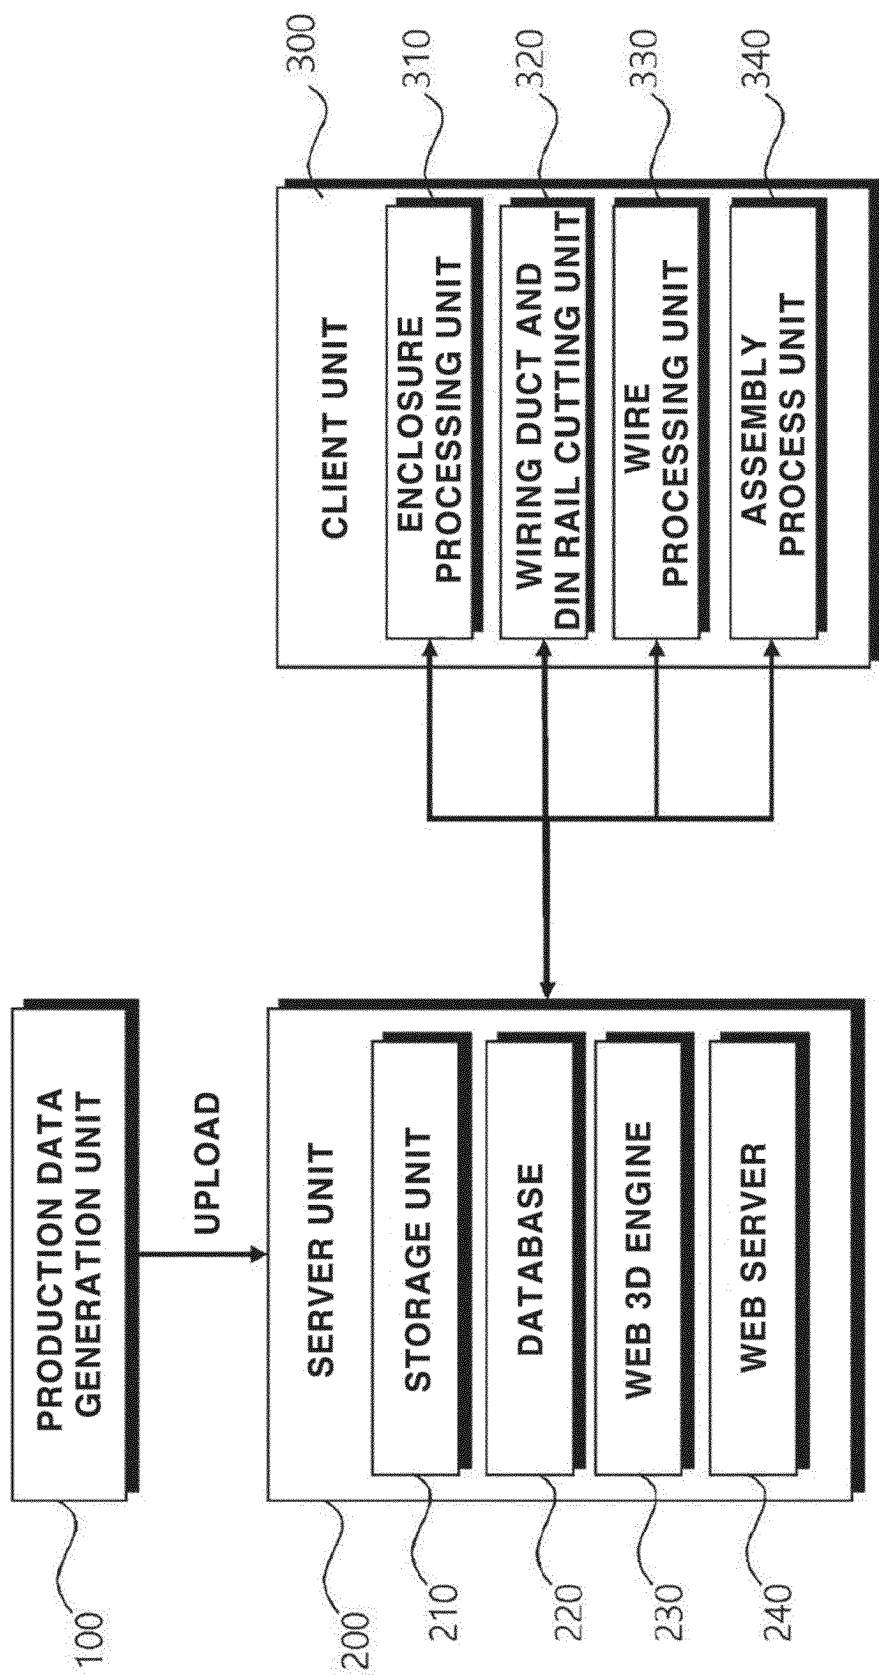 100
PRODUCTION DATA
GENERATION UNIT
UPLOAD
200
SERVER UNIT
210
STORAGE UNIT
220
DATABASE
230
WEB 3D ENGINE
240
WEB SERVER
300
CLIENT UNIT
310
ENCLOSURE
PROCESSING UNIT
320
WIRING DUCT AND
DIN RAIL CUTTING UNIT
330
WIRE
PROCESSING UNIT
340
ASSEMBLY
PROCESS UNIT